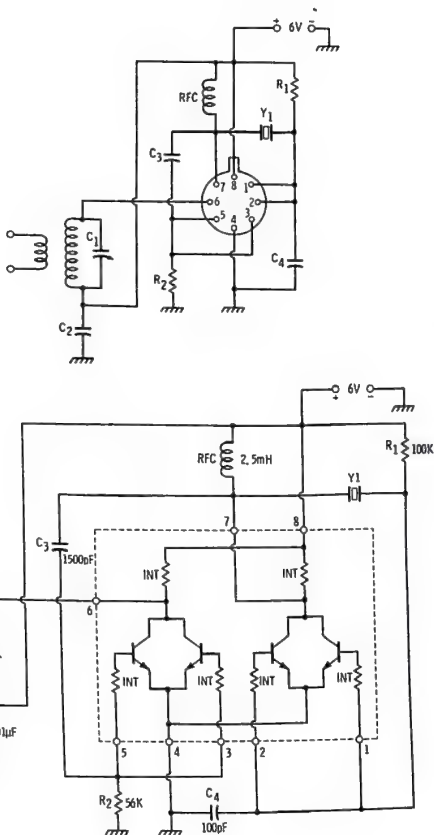 + 6V -
RFC
R1
Y1
C3
7 8 1
6 2
5 4 3
C1
R2
C4
C2
+ 6V -
RFC 2.5mH
R1 100K
Y1
C3
1500pF
7 8
INT INT
6
INT INT INT INT
5 4 3 2 1
R2 56K
C4
100pF